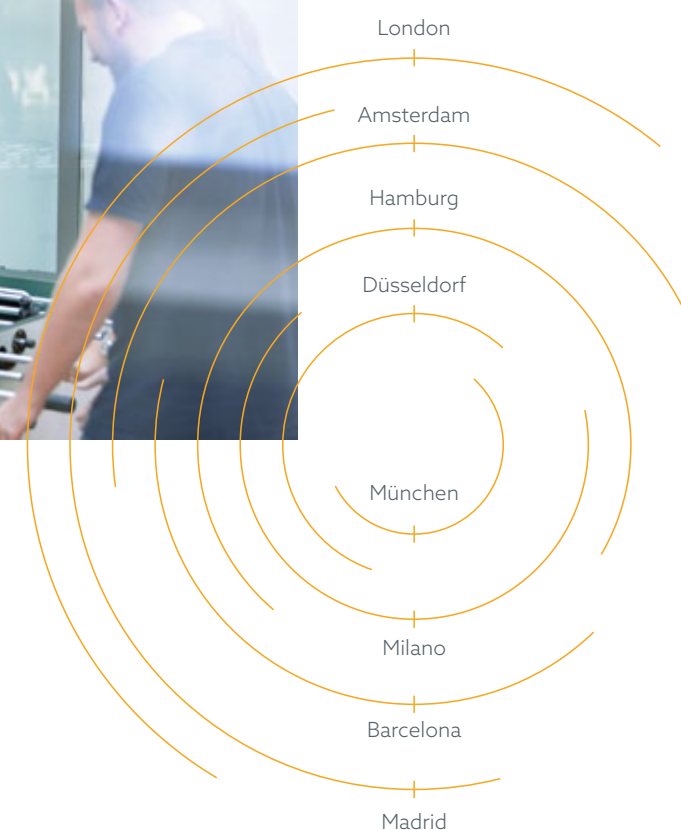 London
Amsterdam
Hamburg
Düsseldorf
München
Milano
Barcelona
Madrid